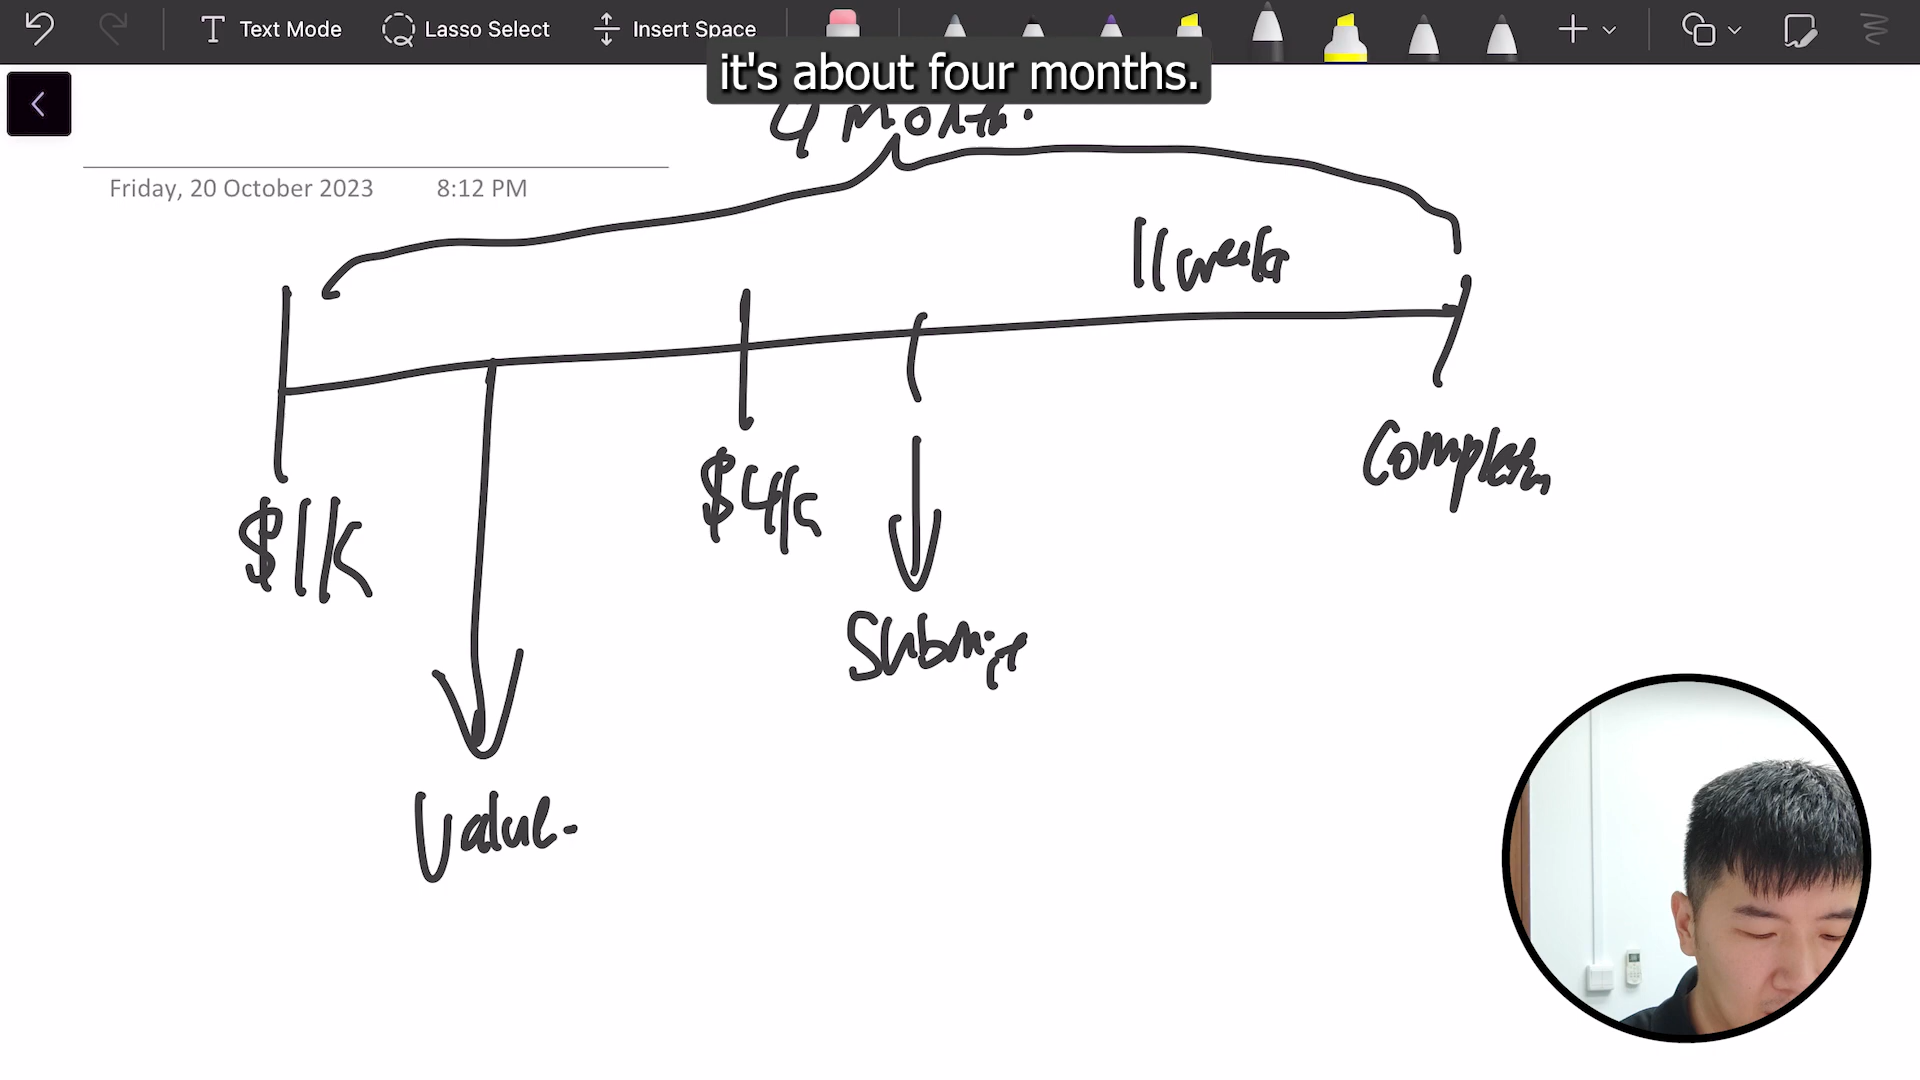 Text Mode Lasso Select Insert Space
it's about four months.
4 month.
Friday, 20 October 2023 8:12 PM
11 weeks
$1K
$4K
Submit
Value.